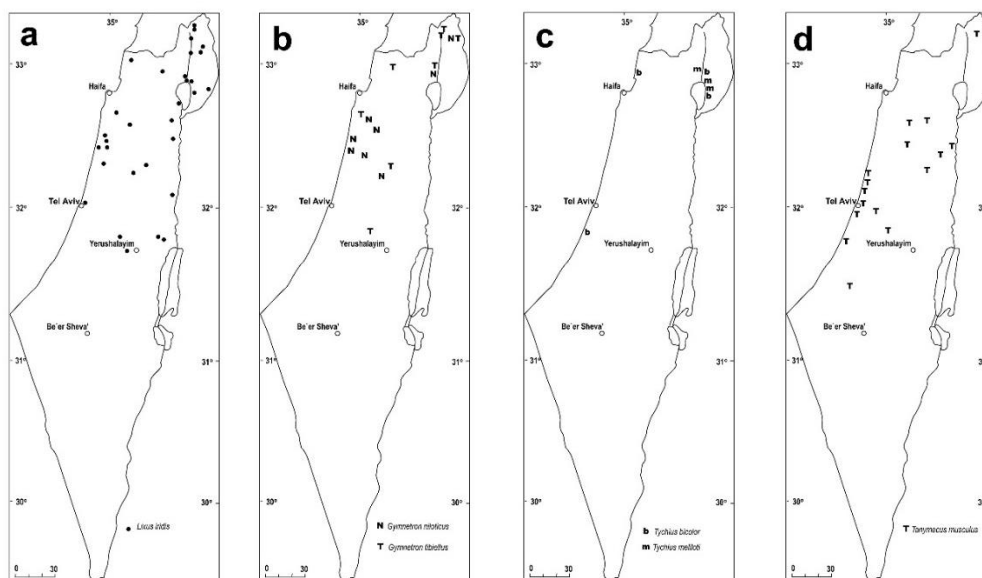 a
35°
33°
Haifa
32°
Tel Aviv
Yerushalayim
Be'er Sheva'
31°
30°
Lixus iridis
0 30
b
35°
T
T N T
33°
T T
N
Haifa
T
N
N
N
N N
T
N
Tel Aviv
32°
T
Yerushalayim
Be'er Sheva'
31°
30°
N Gymnetron niloticus
T Gymnetron
0 30
c
35°
33°
b m b
m
m
b
Haifa
Tel Aviv
32°
b
Yerushalayim
Be'er Sheva'
31°
30°
b Tychius bicolor
m Tychius meliloti
0 30
d
35°
T
33°
Haifa
T T
T T
T
T
T
T
T
32°
Tel Aviv
T
T T
T
T
Yerushalayim
T
Be'er Sheva'
31°
30°
T Tanymecus musculus
0 30